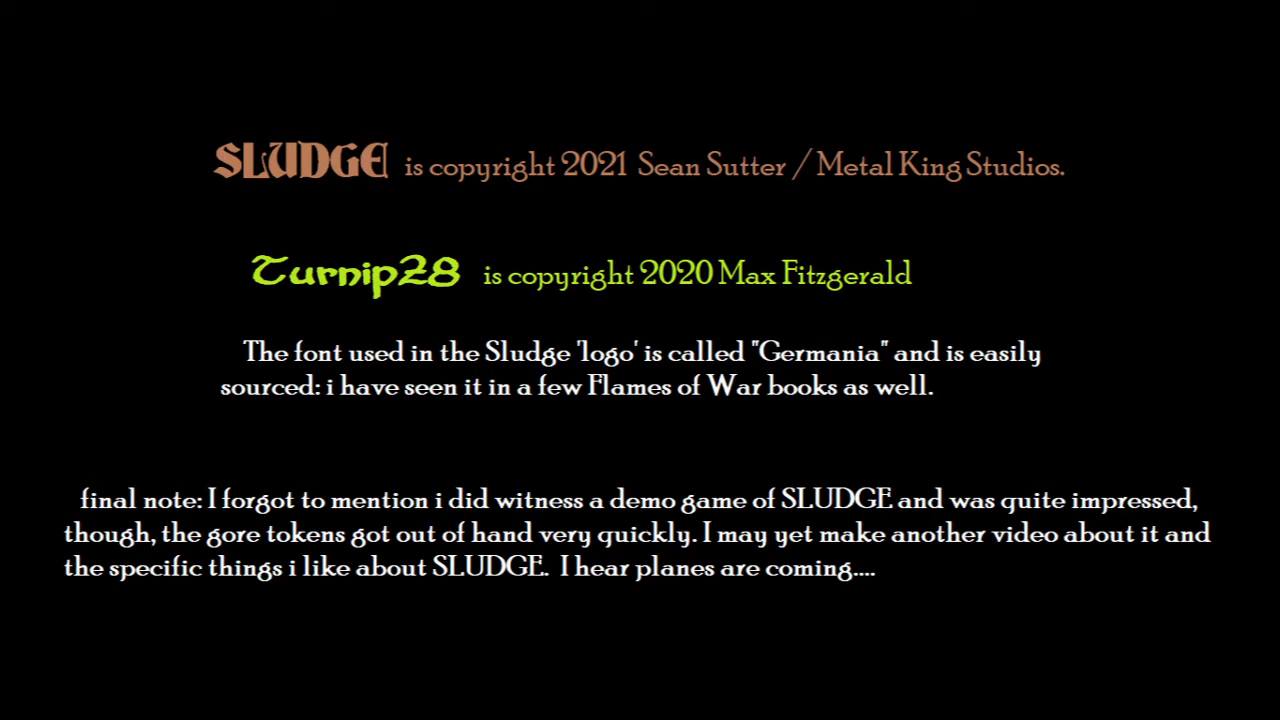 SLUDGE is copyright 2021 Sean Sutter / Metal King Studios.
Turnip28 is copyright 2020 Max Fitzgerald
The font used in the Sludge 'logo' is called "Germania" and is easily
sourced: i have seen it in a few Flames of War books as well.
final note: I forgot to mention i did witness a demo game of SLUDGE and was quite impressed,
though, the gore tokens got out of hand very quickly. I may yet make another video about it and
the specific things i like about SLUDGE. I hear planes are coming....